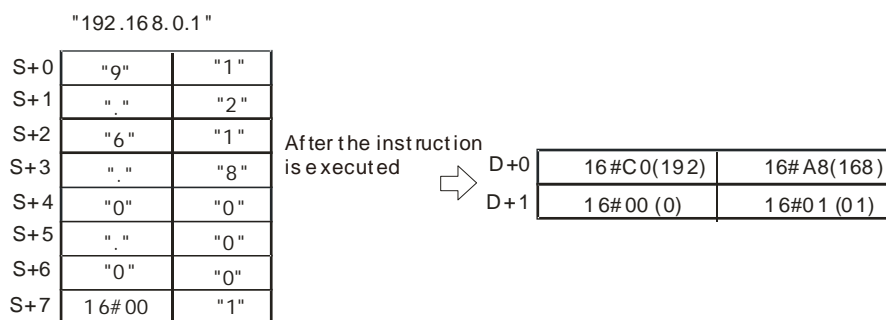 "192.168.0.1"
S+0 "9" "1"
S+1 "." "2"
S+2 "6" "1"
S+3 "." "8"
S+4 "0" "0"
S+5 "." "0"
S+6 "0" "0"
S+7 16#00 "1"
After the instruction
is executed
D+0 16#C0(192) 16#A8(168)
D+1 16#00 (0) 16#01 (01)